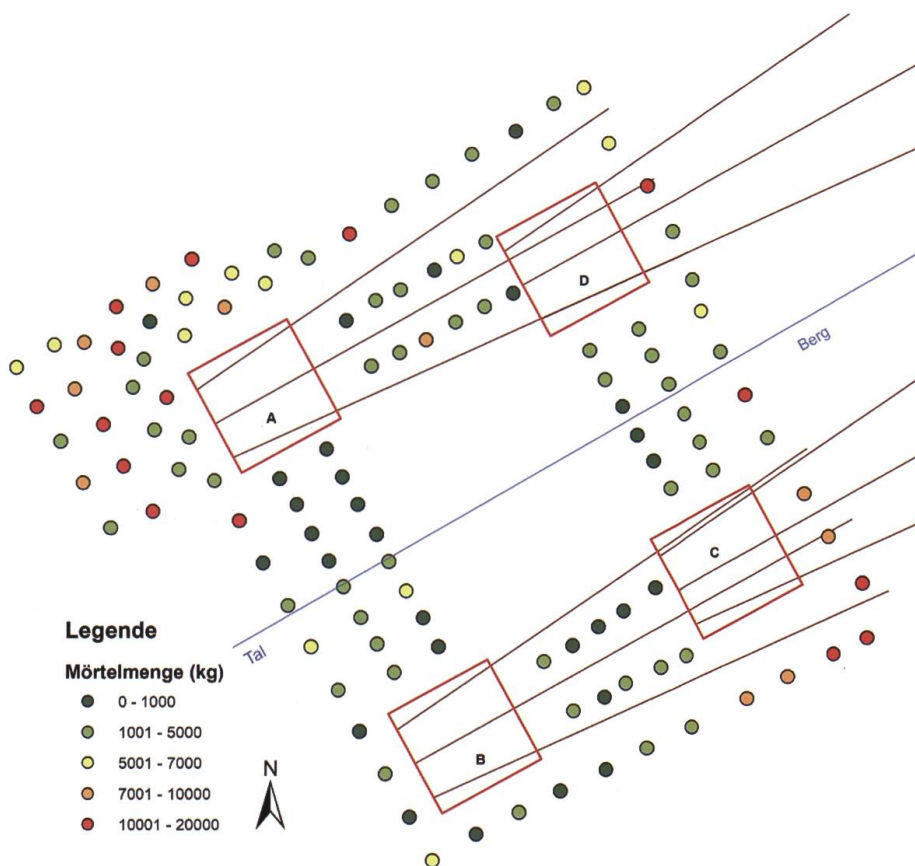 D
Berg
A
C
Tal
B
Legende
Mörtelmenge (kg)
0 - 1000
1001 - 5000
5001 - 7000
7001 - 10000
10001 - 20000
N